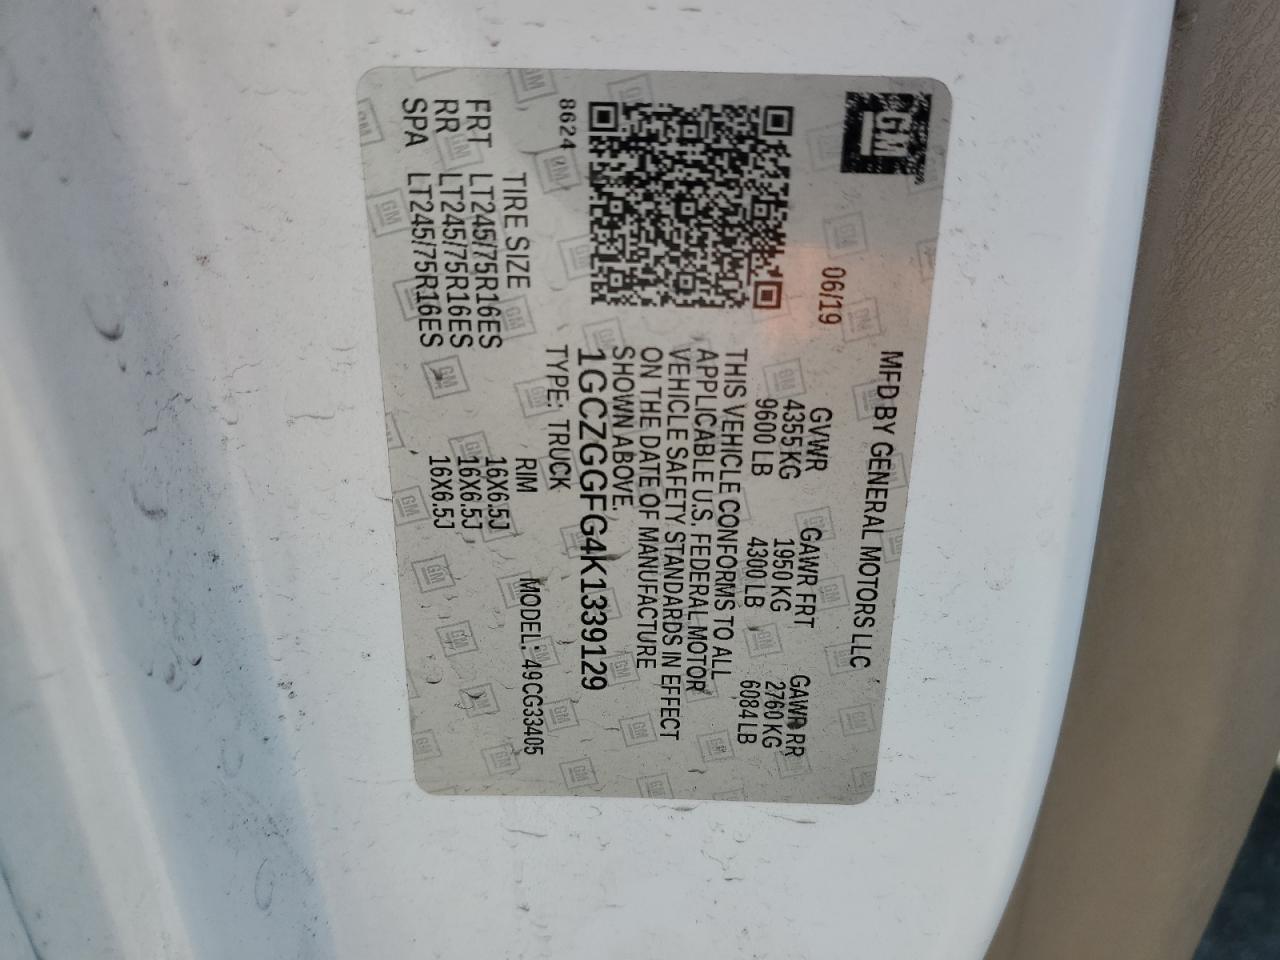 GM
MFD BY GENERAL MOTORS LLC
06/19
GVWR GAWR FRT GAWR RR
4355 KG 1950 KG 2760 KG
9600 LB 4300 LB 6084 LB
THIS VEHICLE CONFORMS TO ALL
APPLICABLE U.S. FEDERAL MOTOR
VEHICLE SAFETY STANDARDS IN EFFECT
ON THE DATE OF MANUFACTURE
SHOWN ABOVE.
1GCZGGFG4K1339129
8624
TYPE: TRUCK MODEL: 49CG33405
TIRE SIZE RIM
FRT LT245/75R16ES 16X6.5J
RR LT245/75R16ES 16X6.5J
SPA LT245/75R16ES 16X6.5J